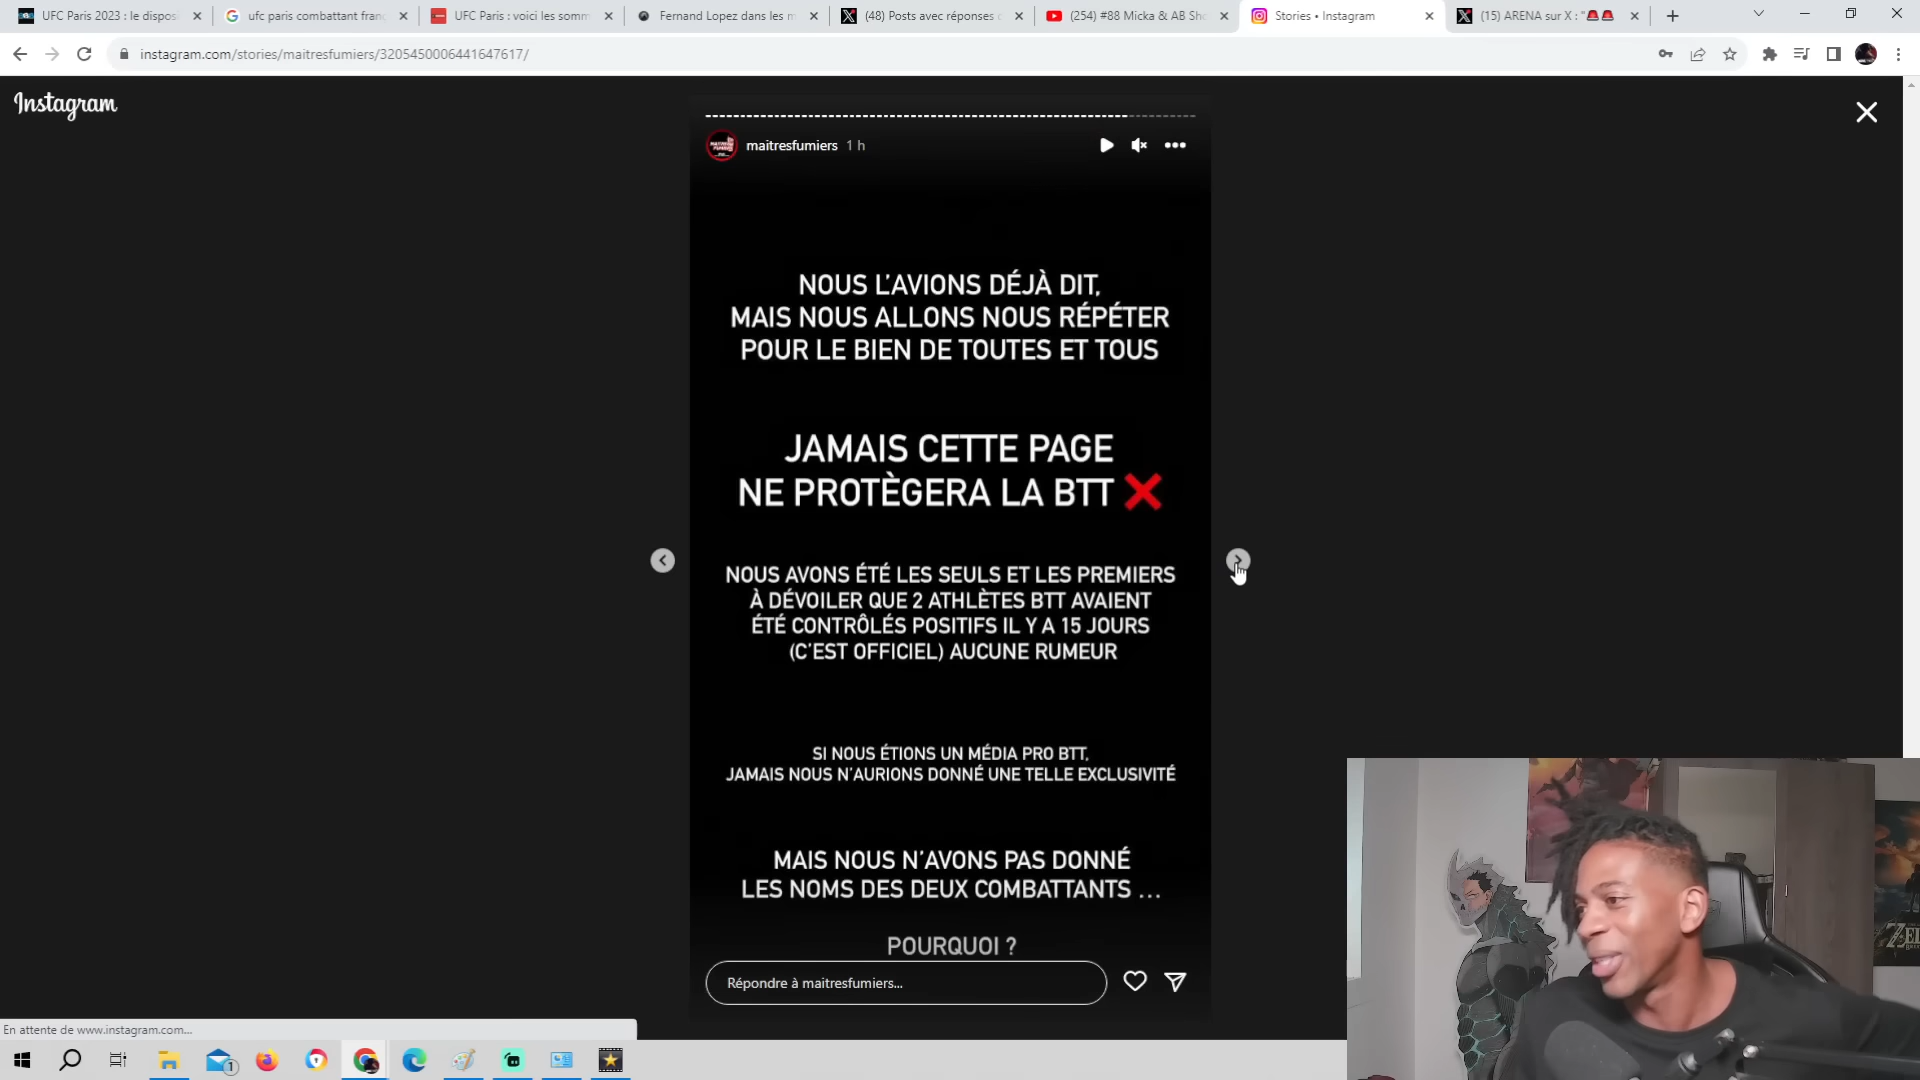 UFC Paris 2023 : le dispos
ufc paris combattant fran
UFC Paris : voici les somm
Fernand Lopez dans les m
(48) Posts avec réponses
(254) #88 Micka & AB Sho
Stories • Instagram
(15) ARENA sur X : "🚨🚨
instagram.com/stories/maitresfumiers/3205450006441647617/
Instagram
maitresfumiers 1 h
NOUS L'AVIONS DÉJÀ DIT,
MAIS NOUS ALLONS NOUS RÉPÉTER
POUR LE BIEN DE TOUTES ET TOUS
JAMAIS CETTE PAGE
NE PROTÈGERA LA BTT ❌
NOUS AVONS ÉTÉ LES SEULS ET LES PREMIERS
À DÉVOILER QUE 2 ATHLÈTES BTT AVAIENT
ÉTÉ CONTRÔLÉS POSITIFS IL Y A 15 JOURS
(C'EST OFFICIEL) AUCUNE RUMEUR
SI NOUS ÉTIONS UN MÉDIA PRO BTT,
JAMAIS NOUS N'AURIONS DONNÉ UNE TELLE EXCLUSIVITÉ
MAIS NOUS N'AVONS PAS DONNÉ
LES NOMS DES DEUX COMBATTANTS ...
POURQUOI ?
Répondre à maitresfumiers...
En attente de www.instagram.com...
1